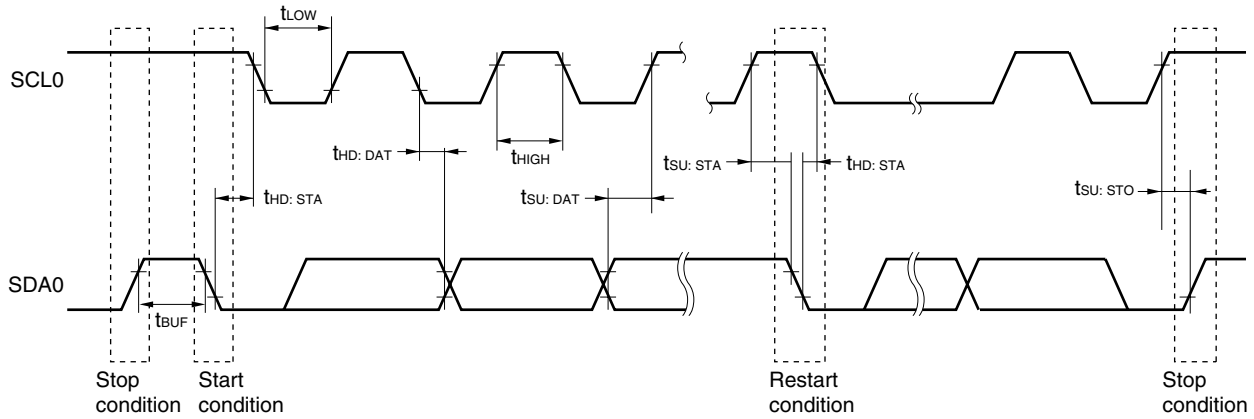 tLOW
SCL0
tHD: DAT
tHIGH
tSU: STA
tHD: STA
tHD: STA
tSU: DAT
tSU: STO
SDA0
tBUF
Stop
condition
Start
condition
Restart
condition
Stop
condition